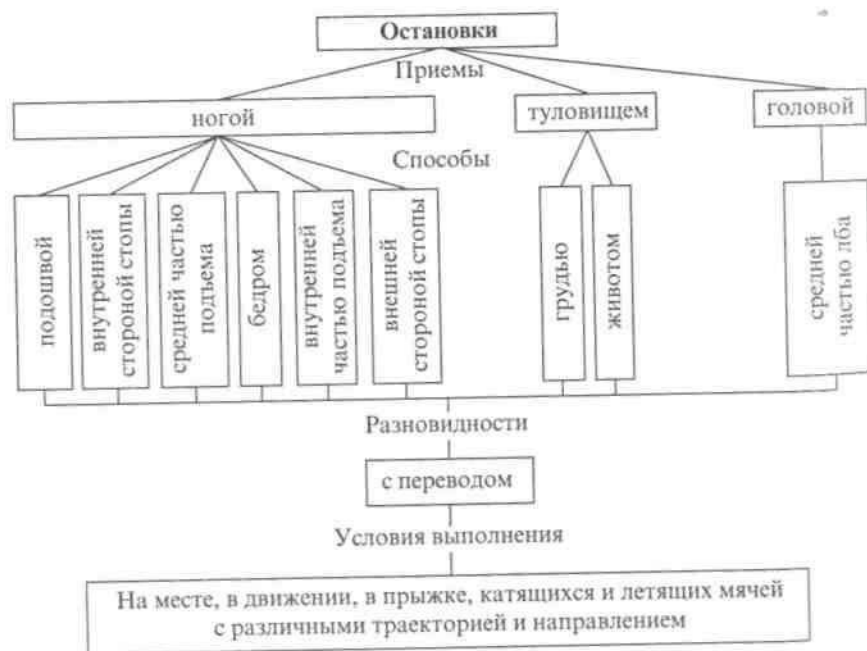 Остановки
Приемы
ногой
туловищем
головой
Способы
подошвой
внутренней
стороной стопы
средней частью
подъема
бедром
внутренней
частью подъема
внешней
стороной стопы
грудью
животом
средней
частью лба
Разновидности
с переводом
Условия выполнения
На месте, в движении, в прыжке, катящихся и летящих мячей
с различными траекторией и направлением